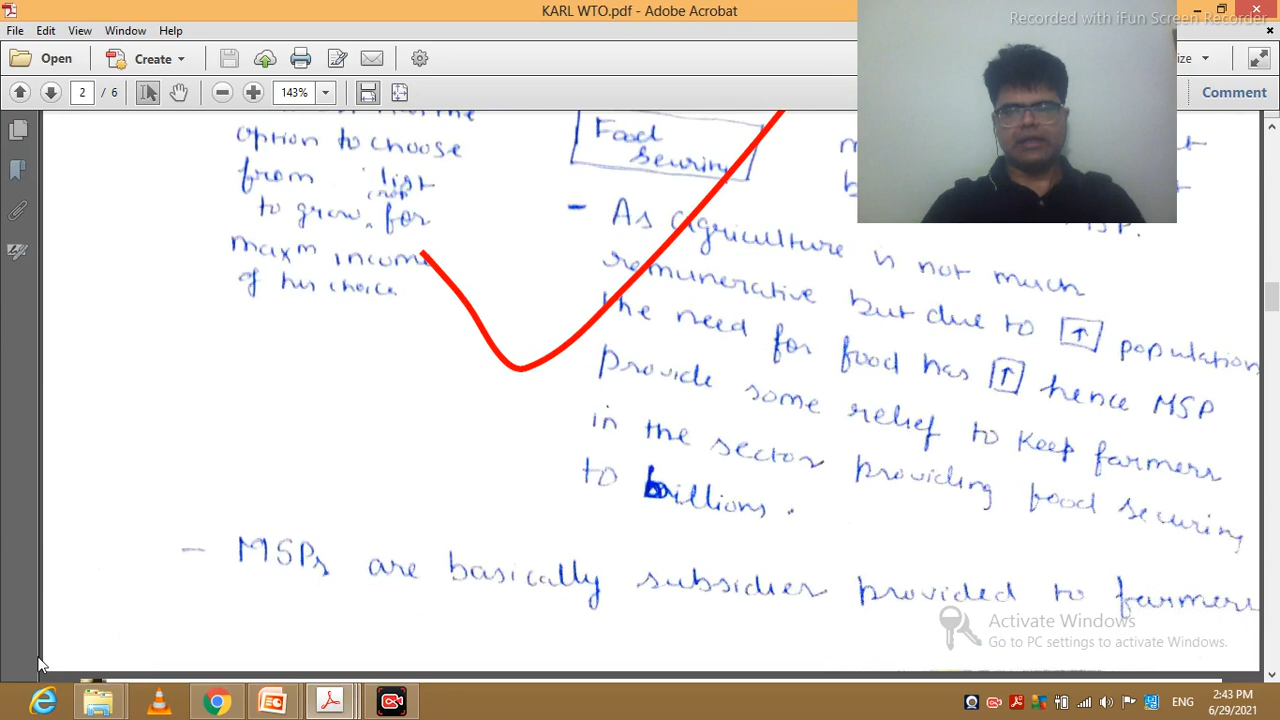 KARL WTO.pdf - Adobe Acrobat
Recorded with iFun Screen Recorder
File Edit View Window Help
Open Create
2 / 6 143% Comment
option to choose
from list
crop
to grow, for
maxm income
of his choice
Food
securing
- As agriculture is not much
remunerative but due to ↑ population
the need for food has ↑ hence MSP
provide some relief to keep farmers
in the sector providing food securing
to billions.
MSP.
- MSPs are basically subsidies provided to farmers
Activate Windows
Go to PC settings to activate Windows.
ENG
2:43 PM
6/29/2021